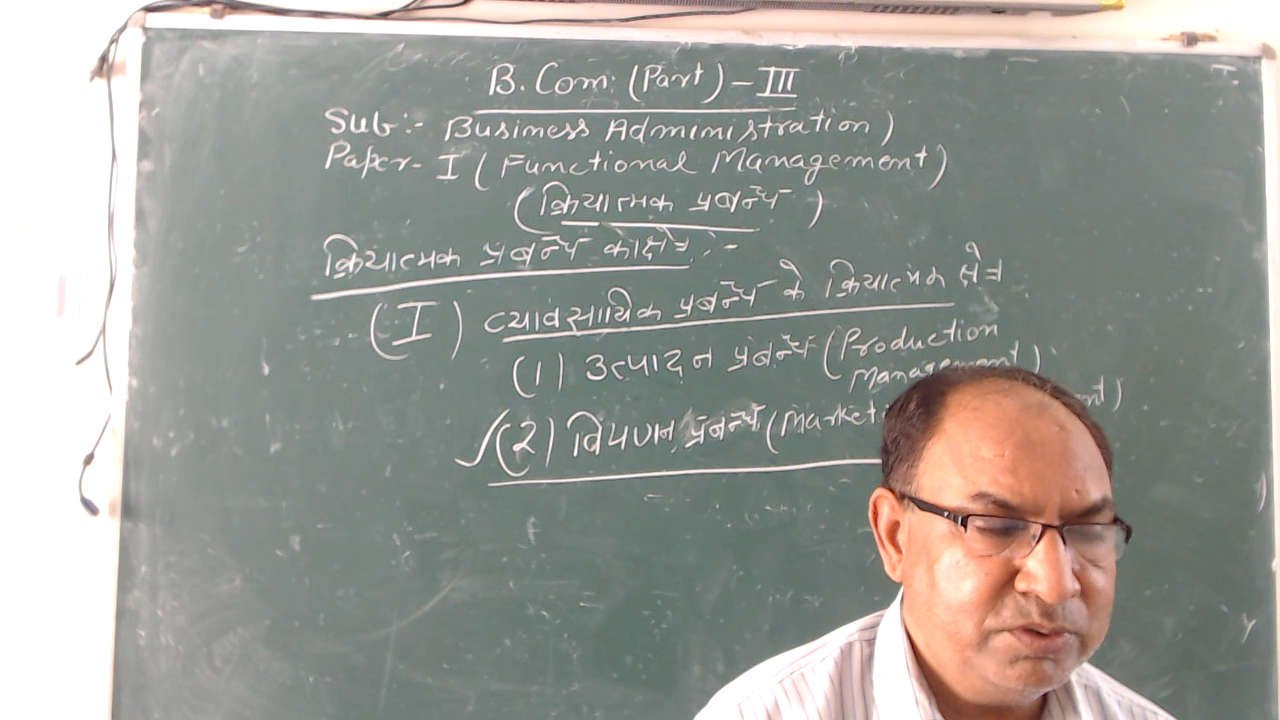 B.Com: (Part) - III
Sub:- Business Administration)
Paper- I (Functional Management)
(क्रियात्मक प्रबन्ध)
क्रियात्मक प्रबन्ध का क्षेत्र :-
(I) व्यावसायिक प्रबन्ध के क्रियात्मक क्षेत्र
(1) उत्पादन प्रबन्ध (Production
Management)
✓(2) विपणन प्रबन्ध (